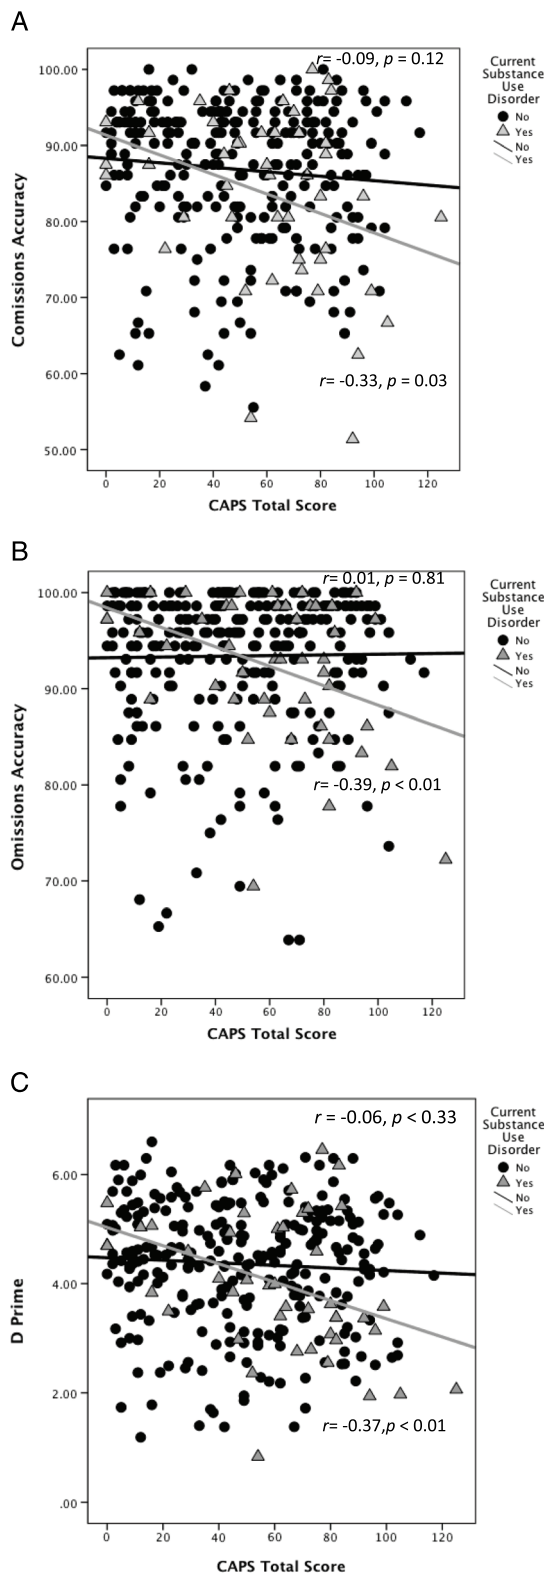 A
r= -0.09, p = 0.12
Current
Substance
Use
Disorder
No
Yes
No
Yes
100.00
90.00
80.00
70.00
60.00
50.00
Comissions Accuracy
r= -0.33, p = 0.03
0 20 40 60 80 100 120
CAPS Total Score
B
r= 0.01, p = 0.81
Current
Substance
Use
Disorder
No
Yes
No
Yes
100.00
90.00
80.00
70.00
60.00
Omissions Accuracy
r= -0.39, p < 0.01
0 20 40 60 80 100 120
CAPS Total Score
C
r = -0.06, p < 0.33
Current
Substance
Use
Disorder
No
Yes
No
Yes
6.00
4.00
2.00
.00
D Prime
r= -0.37,p < 0.01
0 20 40 60 80 100 120
CAPS Total Score